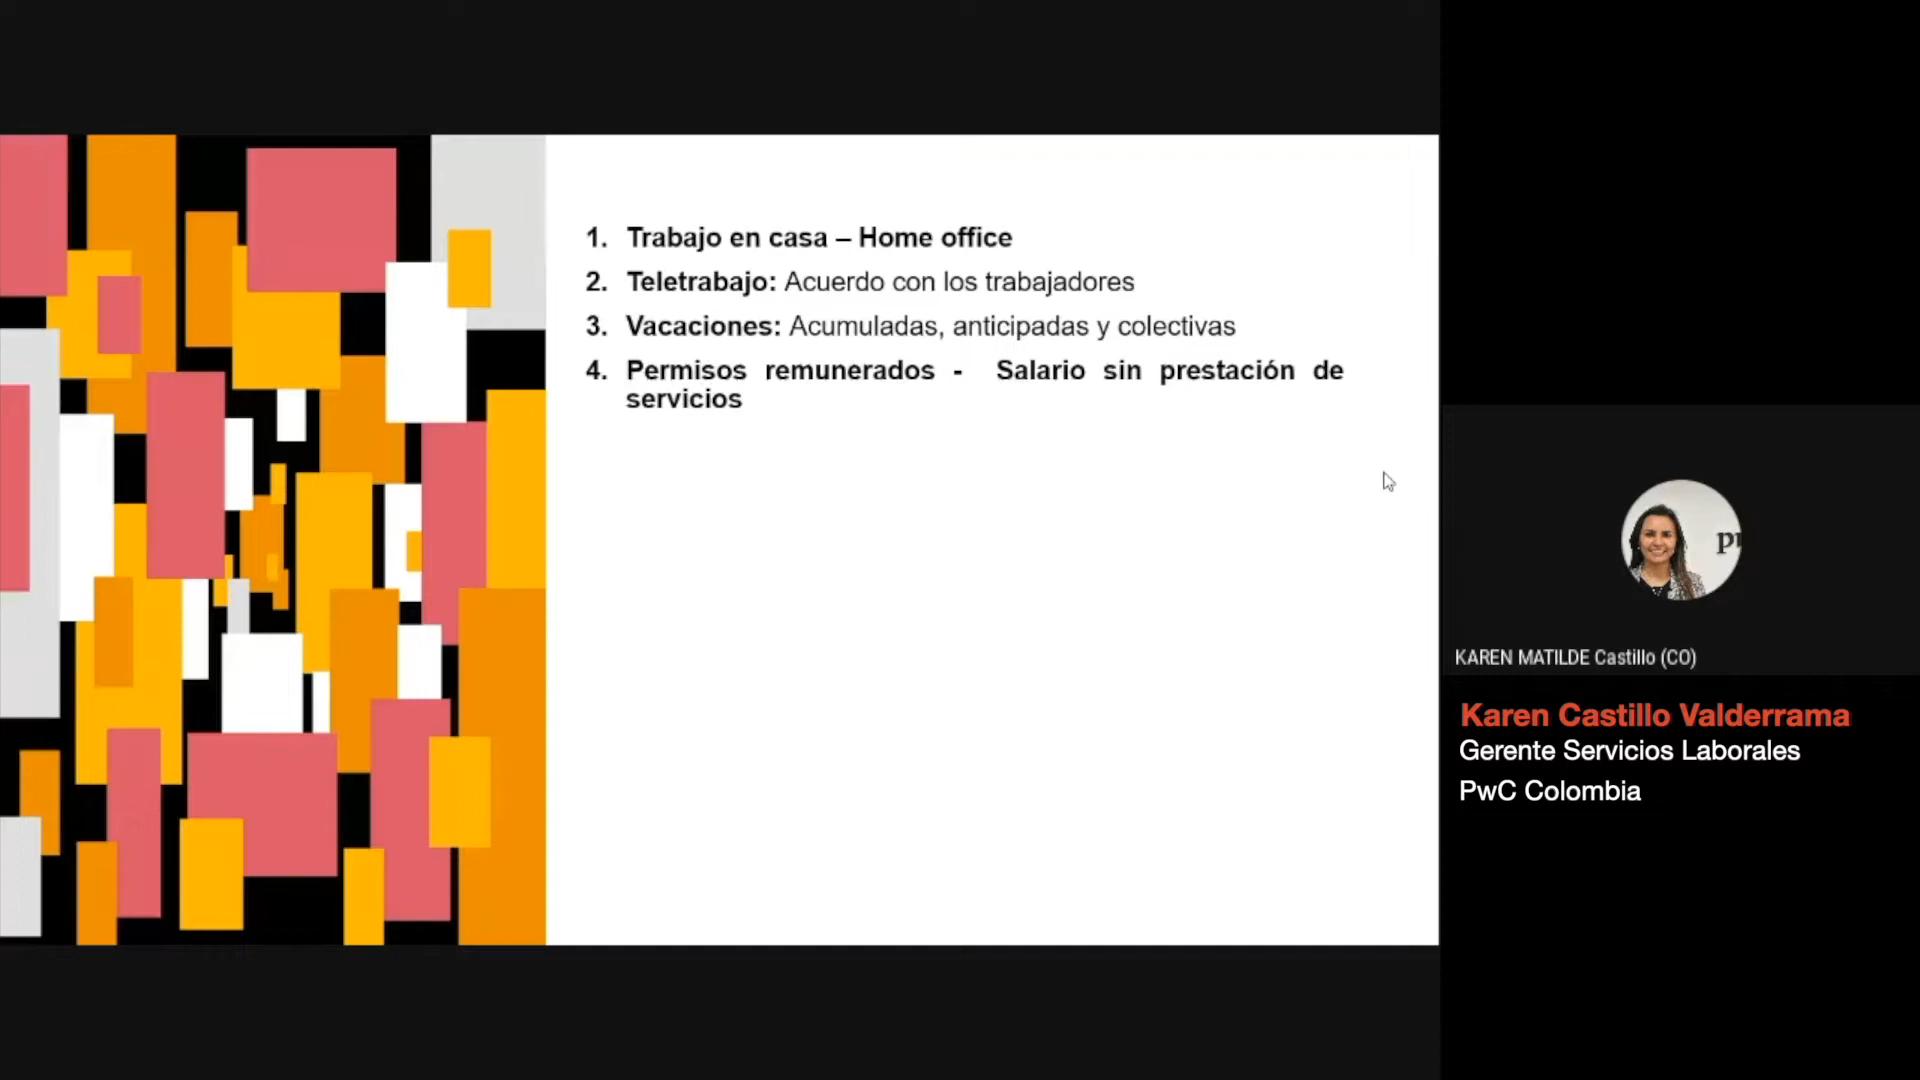 1. Trabajo en casa – Home office
2. Teletrabajo: Acuerdo con los trabajadores
3. Vacaciones: Acumuladas, anticipadas y colectivas
4. Permisos remunerados - Salario sin prestación de
servicios
KAREN MATILDE Castillo (CO)
Karen Castillo Valderrama
Gerente Servicios Laborales
PwC Colombia